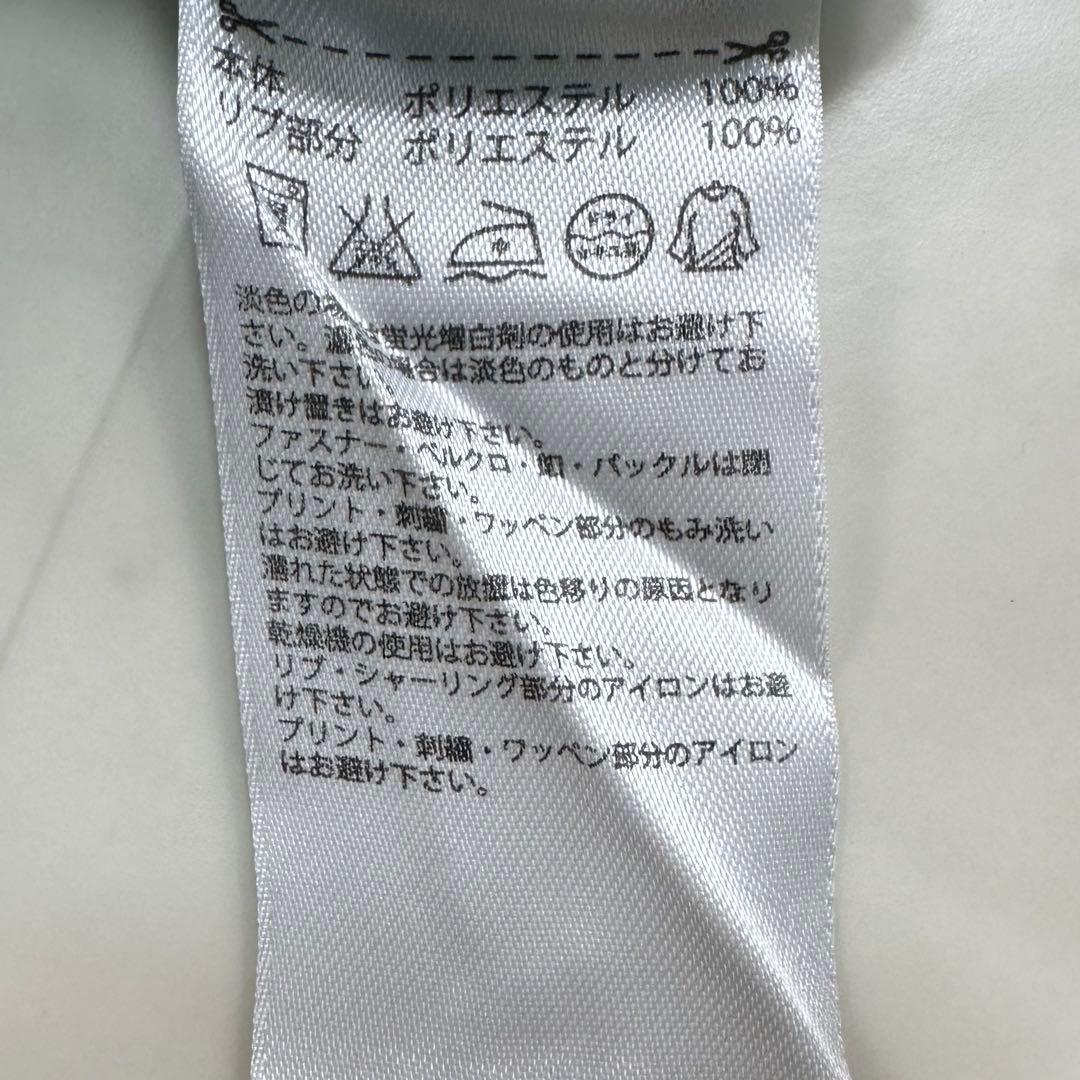 本体 ポリエステル 100%
リブ部分 ポリエステル 100%
淡色の
さい。濃 蛍光増白剤の使用はお避け下
洗い下さい 場合は淡色のものと分けてお
漬け置きはお避け下さい。
ファスナー・ベルクロ・釦・バックルは閉
じてお洗い下さい。
プリント・刺繍・ワッペン部分のもみ洗い
はお避け下さい。
濡れた状態での放置は色移りの原因となり
ますのでお避け下さい。
乾燥機の使用はお避け下さい。
リブ・シャーリング部分のアイロンはお避
け下さい。
プリント・刺繍・ワッペン部分のアイロン
はお避け下さい。